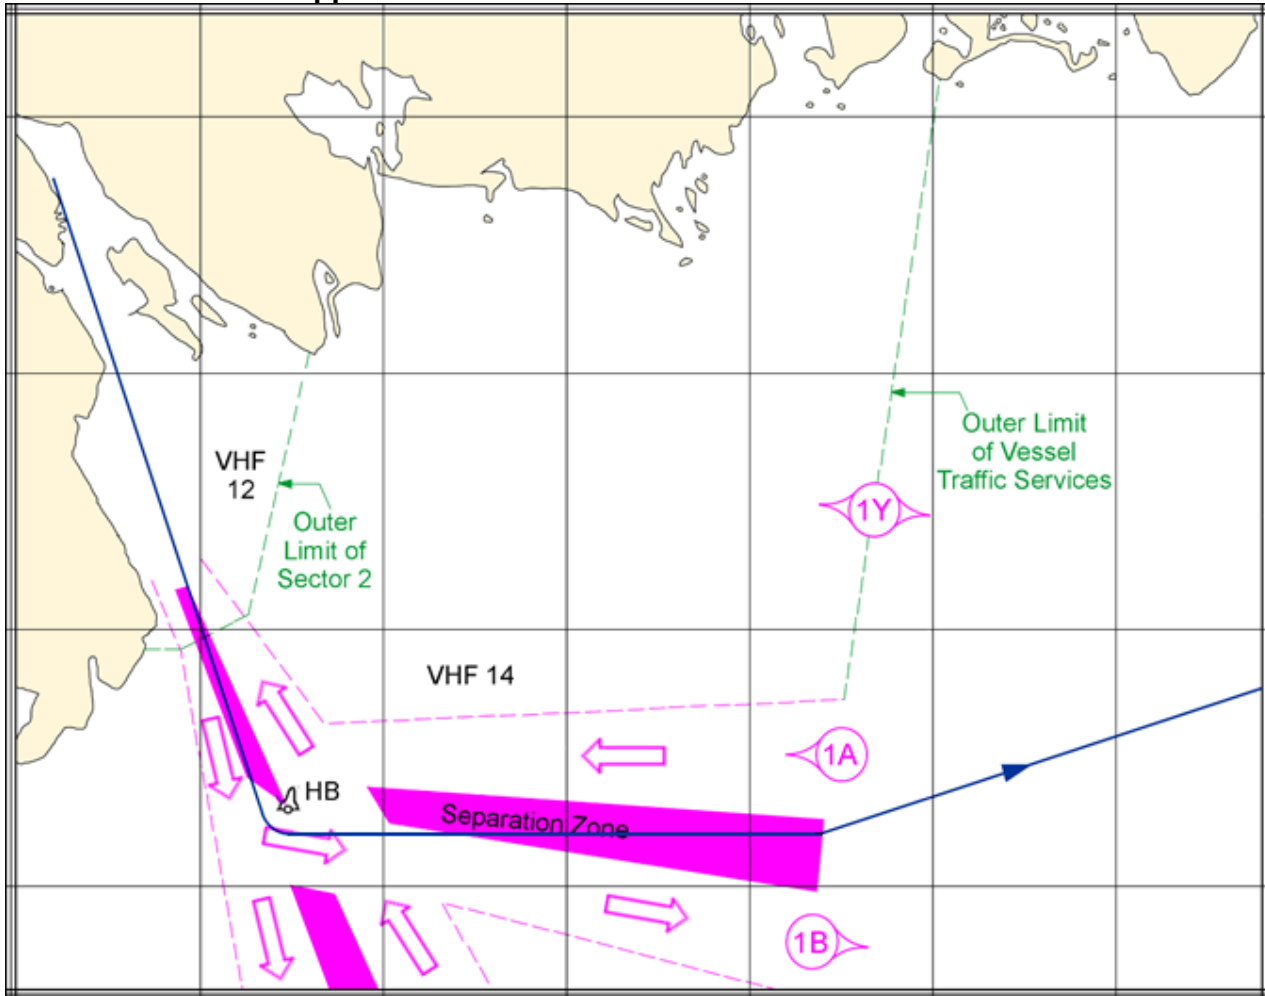 VHF
12
Outer
Limit of
Sector 2
Outer Limit
of Vessel
Traffic Services
1Y
VHF 14
1A
HB
Separation Zone
1B